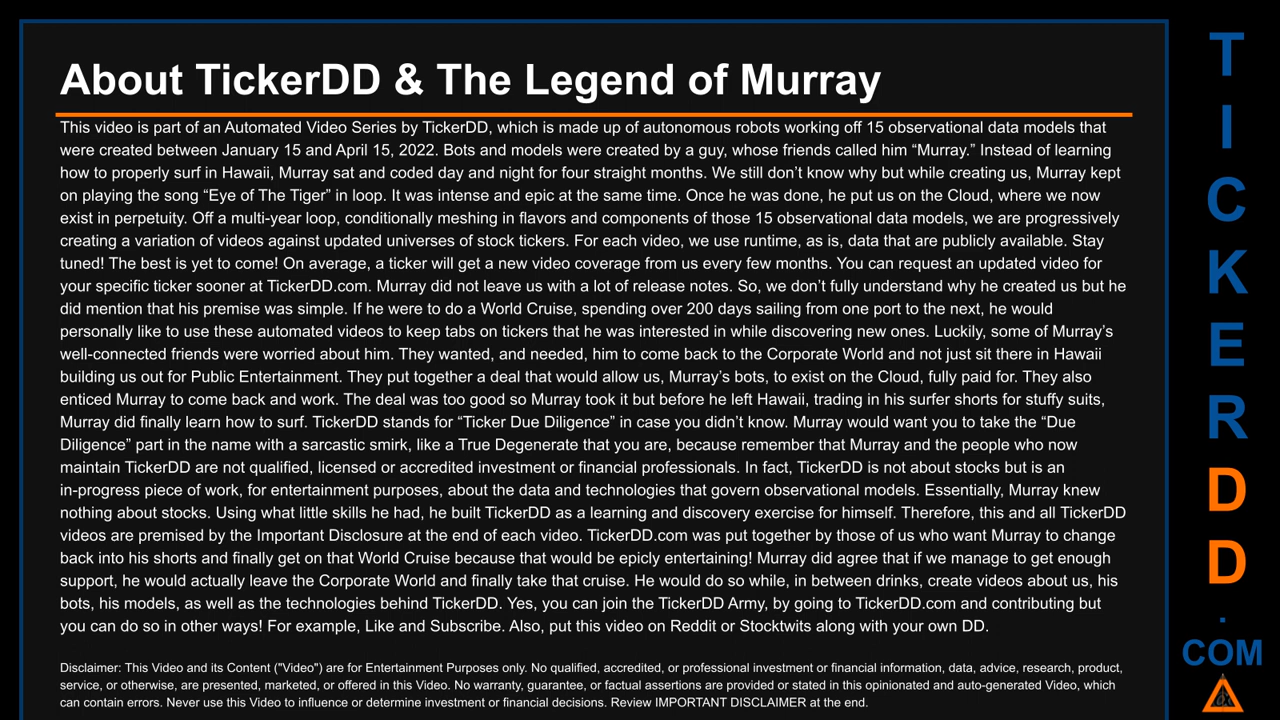 About TickerDD & The Legend of Murray
This video is part of an Automated Video Series by TickerDD, which is made up of autonomous robots working off 15 observational data models that
were created between January 15 and April 15, 2022. Bots and models were created by a guy, whose friends called him “Murray.” Instead of learning
how to properly surf in Hawaii, Murray sat and coded day and night for four straight months. We still don’t know why but while creating us, Murray kept
on playing the song “Eye of The Tiger” in loop. It was intense and epic at the same time. Once he was done, he put us on the Cloud, where we now
exist in perpetuity. Off a multi-year loop, conditionally meshing in flavors and components of those 15 observational data models, we are progressively
creating a variation of videos against updated universes of stock tickers. For each video, we use runtime, as is, data that are publicly available. Stay
tuned! The best is yet to come! On average, a ticker will get a new video coverage from us every few months. You can request an updated video for
your specific ticker sooner at TickerDD.com. Murray did not leave us with a lot of release notes. So, we don’t fully understand why he created us but he
did mention that his premise was simple. If he were to do a World Cruise, spending over 200 days sailing from one port to the next, he would
personally like to use these automated videos to keep tabs on tickers that he was interested in while discovering new ones. Luckily, some of Murray’s
well-connected friends were worried about him. They wanted, and needed, him to come back to the Corporate World and not just sit there in Hawaii
building us out for Public Entertainment. They put together a deal that would allow us, Murray’s bots, to exist on the Cloud, fully paid for. They also
enticed Murray to come back and work. The deal was too good so Murray took it but before he left Hawaii, trading in his surfer shorts for stuffy suits,
Murray did finally learn how to surf. TickerDD stands for “Ticker Due Diligence” in case you didn’t know. Murray would want you to take the “Due
Diligence” part in the name with a sarcastic smirk, like a True Degenerate that you are, because remember that Murray and the people who now
maintain TickerDD are not qualified, licensed or accredited investment or financial professionals. In fact, TickerDD is not about stocks but is an
in-progress piece of work, for entertainment purposes, about the data and technologies that govern observational models. Essentially, Murray knew
nothing about stocks. Using what little skills he had, he built TickerDD as a learning and discovery exercise for himself. Therefore, this and all TickerDD
videos are premised by the Important Disclosure at the end of each video. TickerDD.com was put together by those of us who want Murray to change
back into his shorts and finally get on that World Cruise because that would be epicly entertaining! Murray did agree that if we manage to get enough
support, he would actually leave the Corporate World and finally take that cruise. He would do so while, in between drinks, create videos about us, his
bots, his models, as well as the technologies behind TickerDD. Yes, you can join the TickerDD Army, by going to TickerDD.com and contributing but
you can do so in other ways! For example, Like and Subscribe. Also, put this video on Reddit or Stocktwits along with your own DD.
Disclaimer: This Video and its Content ("Video") are for Entertainment Purposes only. No qualified, accredited, or professional investment or financial information, data, advice, research, product,
service, or otherwise, are presented, marketed, or offered in this Video. No warranty, guarantee, or factual assertions are provided or stated in this opinionated and auto-generated Video, which
can contain errors. Never use this Video to influence or determine investment or financial decisions. Review IMPORTANT DISCLAIMER at the end.
T
I
C
K
E
R
D
D
.
COM